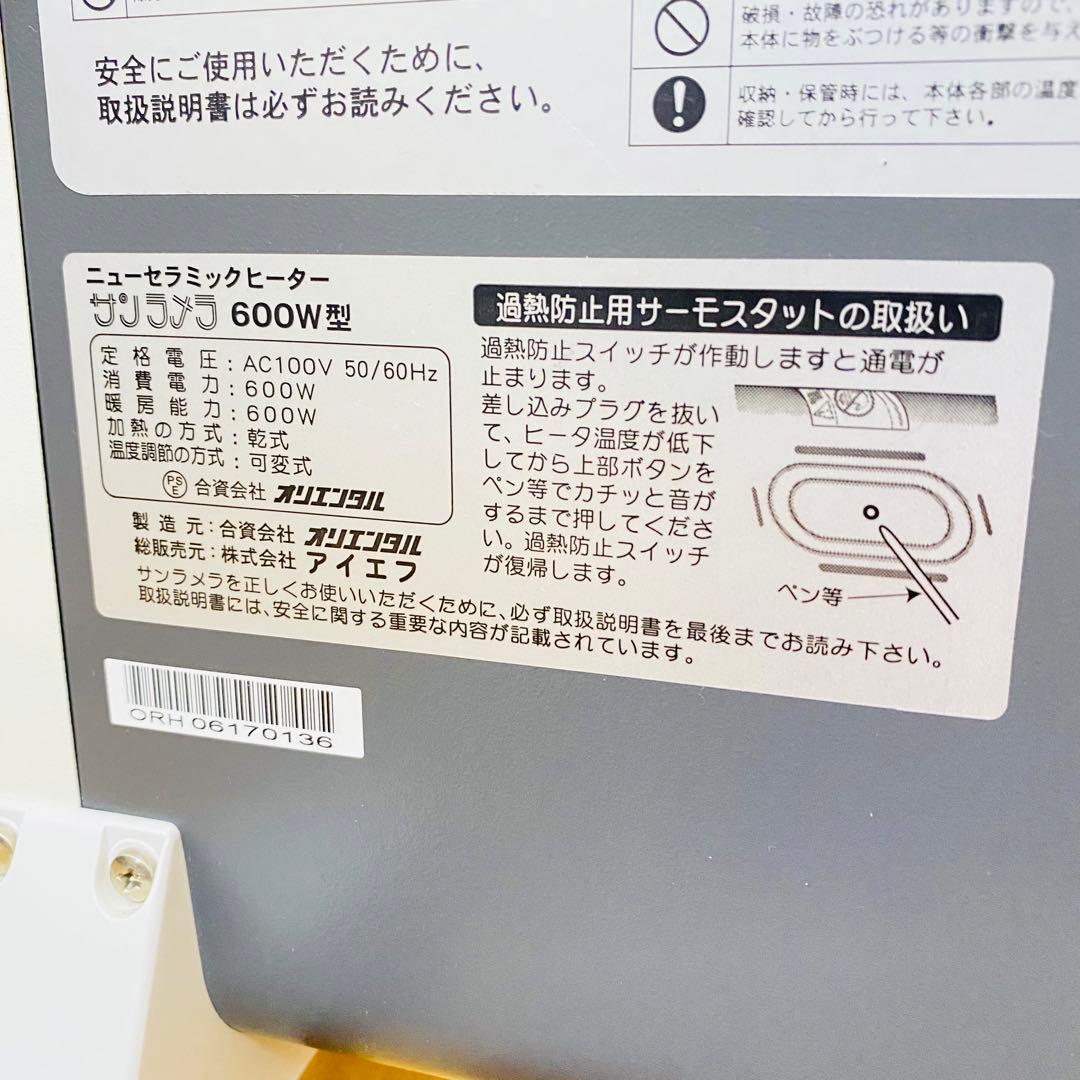 安全にご使用いただくために、
取扱説明書は必ずお読みください。
破損・故障の恐れがありますので、
本体に物をぶつける等の衝撃を与え
収納・保管時には、本体各部の温度
確認してから行って下さい。
ニューセラミックヒーター
サンラメラ 600W型
定格電圧:AC100V 50/60Hz
消費電力:600W
暖房能力:600W
加熱の方式:乾式
温度調節の方式:可変式
PSE 合資会社 オリエンタル
製造元:合資会社 オリエンタル
総販売元:株式会社 アイエフ
過熱防止用サーモスタットの取扱い
過熱防止スイッチが作動しますと通電が
止まります。
差し込みプラグを抜い
て、ヒータ温度が低下
してから上部ボタンを
ペン等でカチッと音が
するまで押してくださ
い。過熱防止スイッチ
が復帰します。
ペン等
サンラメラを正しくお使いいただくために、必ず取扱説明書を最後までお読み下さい。
取扱説明書には、安全に関する重要な内容が記載されています。
ORH 06170136